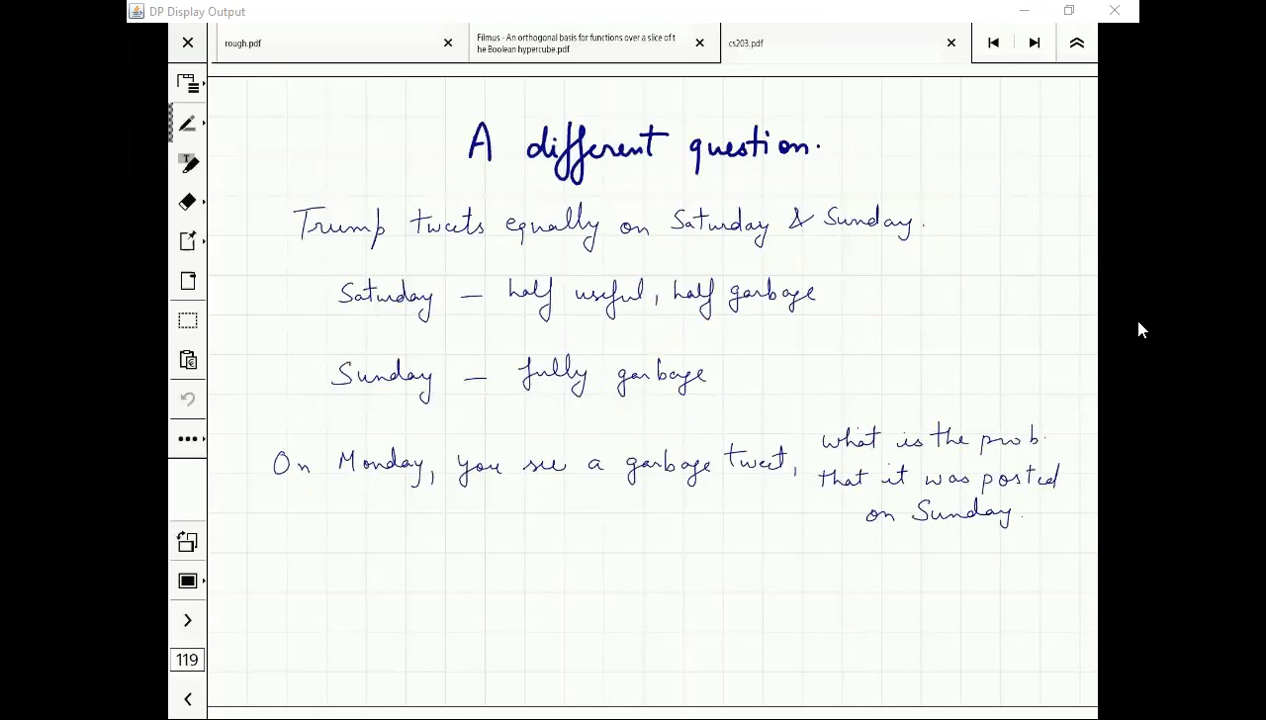 DP Display Output
rough.pdf
Filmus - An orthogonal basis for functions over a slice of t
he Boolean hypercube.pdf
cs203.pdf
A different question.
Trump tweets equally on Saturday & Sunday.
Saturday — half useful, half garbage
Sunday — fully garbage
On Monday, you see a garbage tweet, what is the prob.
that it was posted
on Sunday.
119